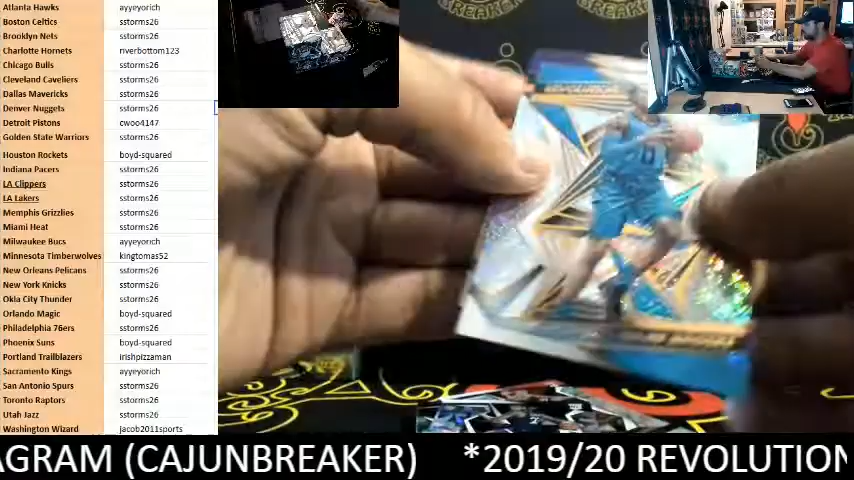 Atlanta Hawks ayyeyorich
Boston Celtics sstorms26
Brooklyn Nets sstorms26
Charlotte Hornets riverbottom123
Chicago Bulls sstorms26
Cleveland Caveliers sstorms26
Dallas Mavericks sstorms26
Denver Nuggets sstorms26
Detroit Pistons cwoo4147
Golden State Warriors sstorms26
Houston Rockets boyd-squared
Indiana Pacers sstorms26
LA Clippers sstorms26
LA Lakers sstorms26
Memphis Grizzlies sstorms26
Miami Heat sstorms26
Milwaukee Bucs ayyeyorich
Minnesota Timberwolves kingtomas52
New Orleans Pelicans sstorms26
New York Knicks sstorms26
Okla City Thunder sstorms26
Orlando Magic boyd-squared
Philadelphia 76ers sstorms26
Phoenix Suns boyd-squared
Portland Trailblazers irishpizzaman
Sacramento Kings ayyeyorich
San Antonio Spurs sstorms26
Toronto Raptors sstorms26
Utah Jazz sstorms26
Washington Wizard jacob2011sports
BREAKER
AGRAM (CAJUNBREAKER) *2019/20 REVOLUTION